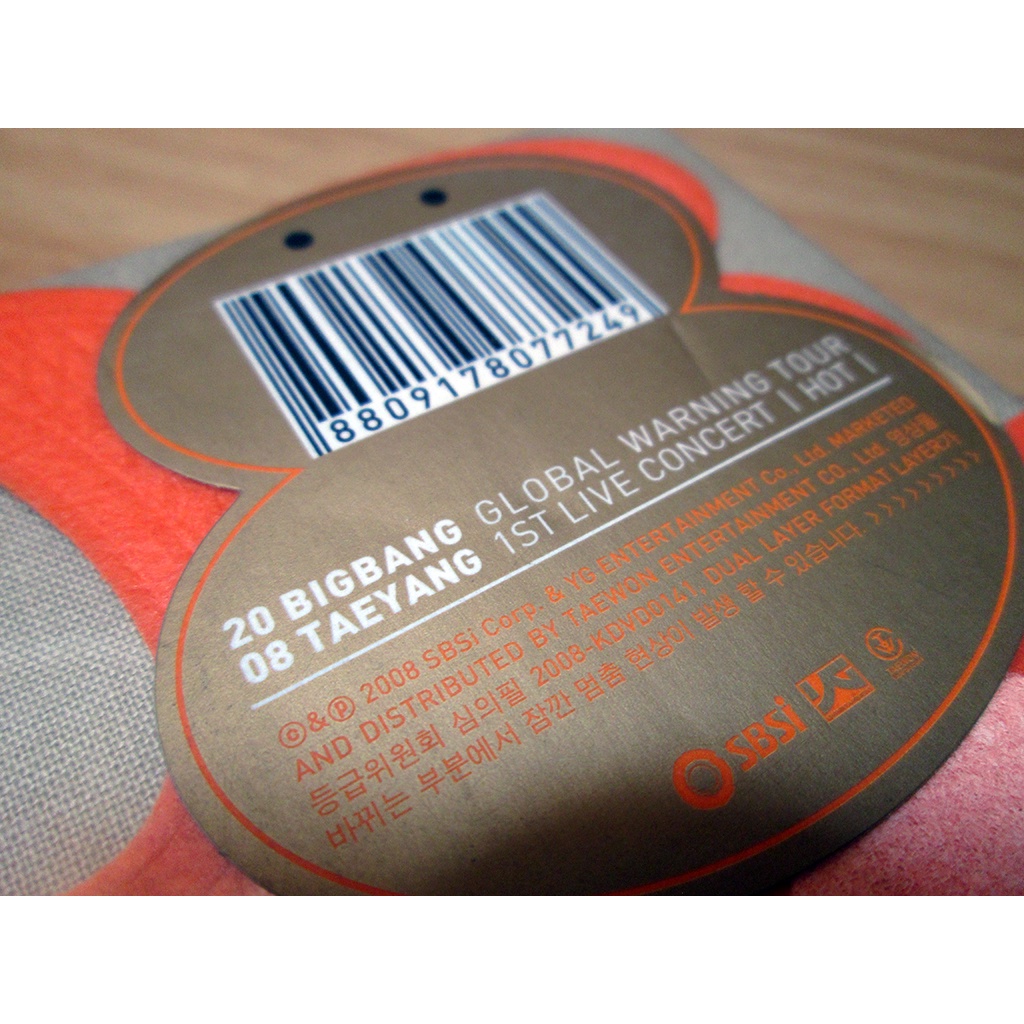 8809178077249
20 BIGBANG GLOBAL WARNING TOUR
08 TAEYANG 1ST LIVE CONCERT | HOT |
©&℗ 2008 SBSi Corp. & YG ENTERTAINMENT Co., Ltd. MARKETED
AND DISTRIBUTED BY TAEWON ENTERTAINMENT CO., Ltd 영상물
등급위원회 심의필 2008-KDVD0141, DUAL LAYER FORMAT LAYER가
바뀌는 부분에서 잠깐 멈춤 현상이 발생 할 수 있습니다. >>>>>>>>>
SBSi YG